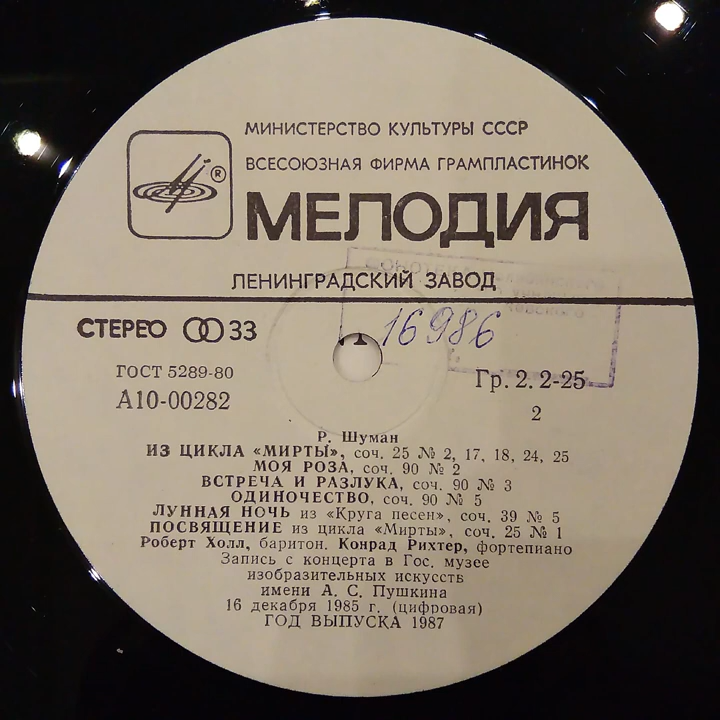 МИНИСТЕРСТВО КУЛЬТУРЫ СССР
ВСЕСОЮЗНАЯ ФИРМА ГРАМПЛАСТИНОК
®
МЕЛОДИЯ
ЛЕНИНГРАДСКИЙ ЗАВОД
СТЕРЕО 33
16986
ГОСТ 5289-80
Гр. 2. 2-25
А10-00282
2
Р. Шуман
ИЗ ЦИКЛА «МИРТЫ», соч. 25 № 2, 17, 18, 24, 25
МОЯ РОЗА, соч. 90 № 2
ВСТРЕЧА И РАЗЛУКА, соч. 90 № 3
ОДИНОЧЕСТВО, соч. 90 № 5
ЛУННАЯ НОЧЬ из «Круга песен», соч. 39 № 5
ПОСВЯЩЕНИЕ из цикла «Мирты», соч. 25 № 1
Роберт Холл, баритон. Конрад Рихтер, фортепиано
Запись с концерта в Гос. музее
изобразительных искусств
имени А. С. Пушкина
16 декабря 1985 г. (цифровая)
ГОД ВЫПУСКА 1987